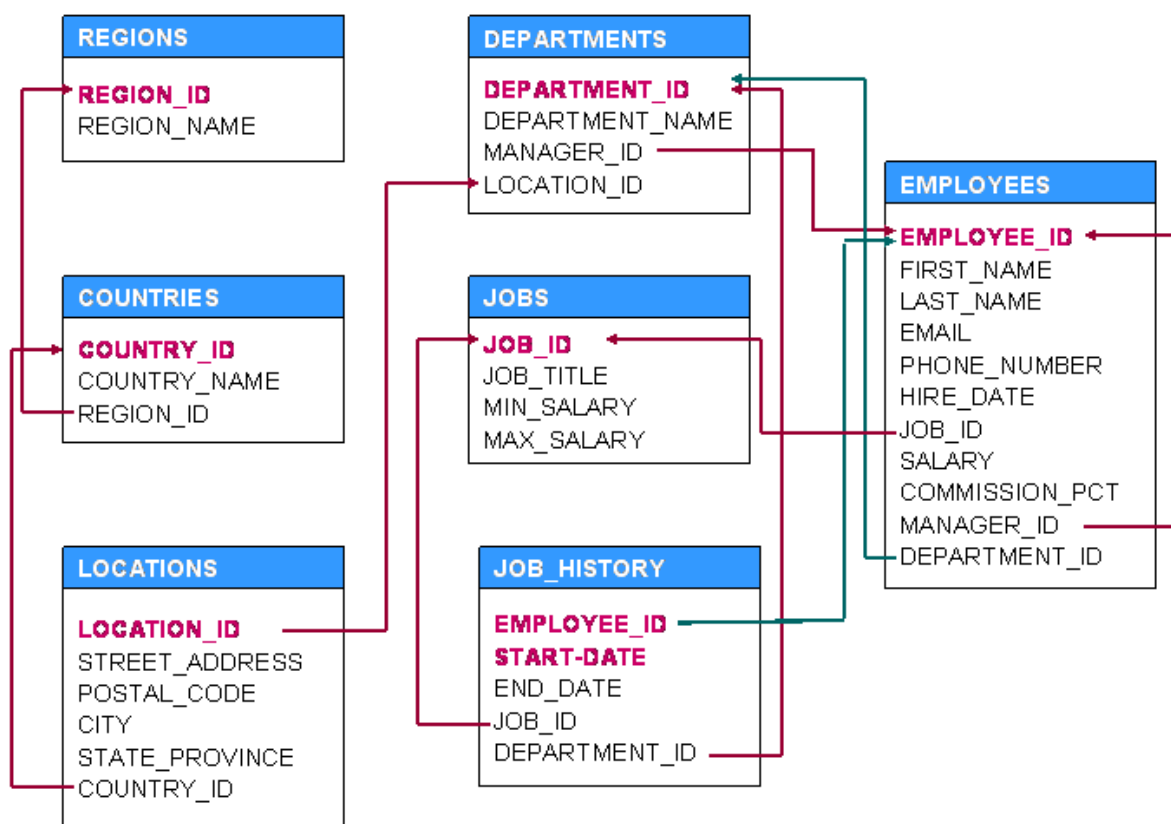 REGIONS
REGION_ID
REGION_NAME
DEPARTMENTS
DEPARTMENT_ID
DEPARTMENT_NAME
MANAGER_ID
LOCATION_ID
EMPLOYEES
EMPLOYEE_ID
FIRST_NAME
LAST_NAME
EMAIL
PHONE_NUMBER
HIRE_DATE
JOB_ID
SALARY
COMMISSION_PCT
MANAGER_ID
DEPARTMENT_ID
COUNTRIES
COUNTRY_ID
COUNTRY_NAME
REGION_ID
JOBS
JOB_ID
JOB_TITLE
MIN_SALARY
MAX_SALARY
LOCATIONS
LOCATION_ID
STREET_ADDRESS
POSTAL_CODE
CITY
STATE_PROVINCE
COUNTRY_ID
JOB_HISTORY
EMPLOYEE_ID
START-DATE
END_DATE
JOB_ID
DEPARTMENT_ID